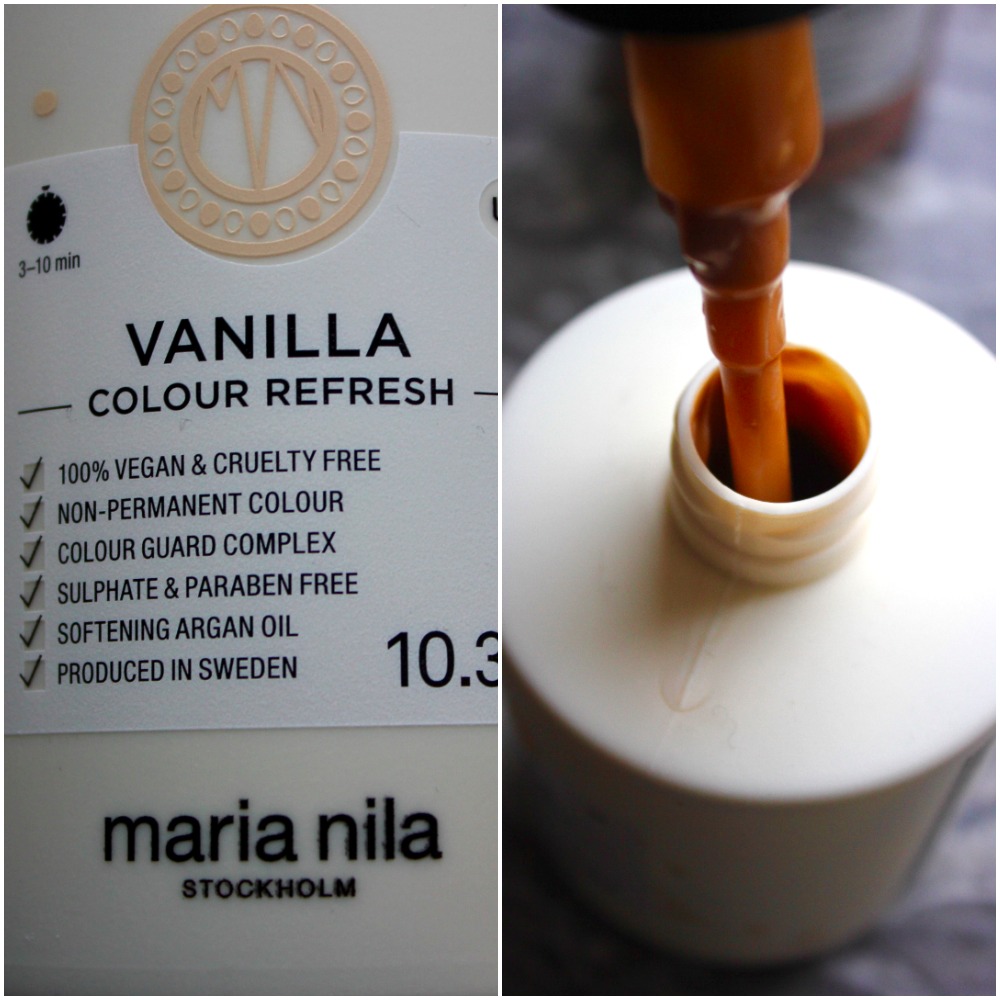 MN
3–10 min
VANILLA
COLOUR REFRESH
100% VEGAN & CRUELTY FREE
NON-PERMANENT COLOUR
COLOUR GUARD COMPLEX
SULPHATE & PARABEN FREE
SOFTENING ARGAN OIL
10.3
PRODUCED IN SWEDEN
maria nila
STOCKHOLM